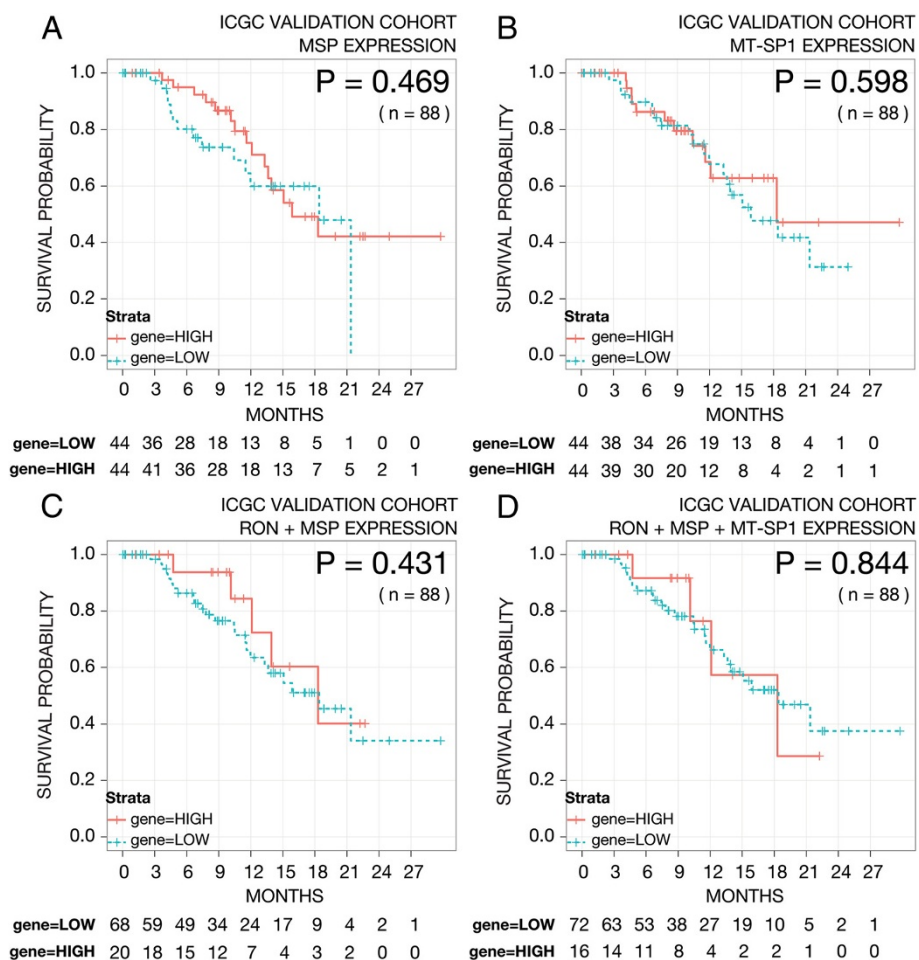 A
ICGC VALIDATION COHORT
MSP EXPRESSION
P = 0.469
( n = 88 )
SURVIVAL PROBABILITY
1.0
0.8
0.6
0.4
0.2
0.0
Strata
gene=HIGH
gene=LOW
0 3 6 9 12 15 18 21 24 27
MONTHS
gene=LOW 44 36 28 18 13 8 5 1 0 0
gene=HIGH 44 41 36 28 18 13 7 5 2 1
B
ICGC VALIDATION COHORT
MT-SP1 EXPRESSION
P = 0.598
( n = 88 )
SURVIVAL PROBABILITY
1.0
0.8
0.6
0.4
0.2
0.0
Strata
gene=HIGH
gene=LOW
0 3 6 9 12 15 18 21 24 27
MONTHS
gene=LOW 44 38 34 26 19 13 8 4 1 0
gene=HIGH 44 39 30 20 12 8 4 2 1 1
C
ICGC VALIDATION COHORT
RON + MSP EXPRESSION
P = 0.431
( n = 88 )
SURVIVAL PROBABILITY
1.0
0.8
0.6
0.4
0.2
0.0
Strata
gene=HIGH
gene=LOW
0 3 6 9 12 15 18 21 24 27
MONTHS
gene=LOW 68 59 49 34 24 17 9 4 2 1
gene=HIGH 20 18 15 12 7 4 3 2 0 0
D
ICGC VALIDATION COHORT
RON + MSP + MT-SP1 EXPRESSION
P = 0.844
( n = 88 )
SURVIVAL PROBABILITY
1.0
0.8
0.6
0.4
0.2
0.0
Strata
gene=HIGH
gene=LOW
0 3 6 9 12 15 18 21 24 27
MONTHS
gene=LOW 72 63 53 38 27 19 10 5 2 1
gene=HIGH 16 14 11 8 4 2 2 1 0 0